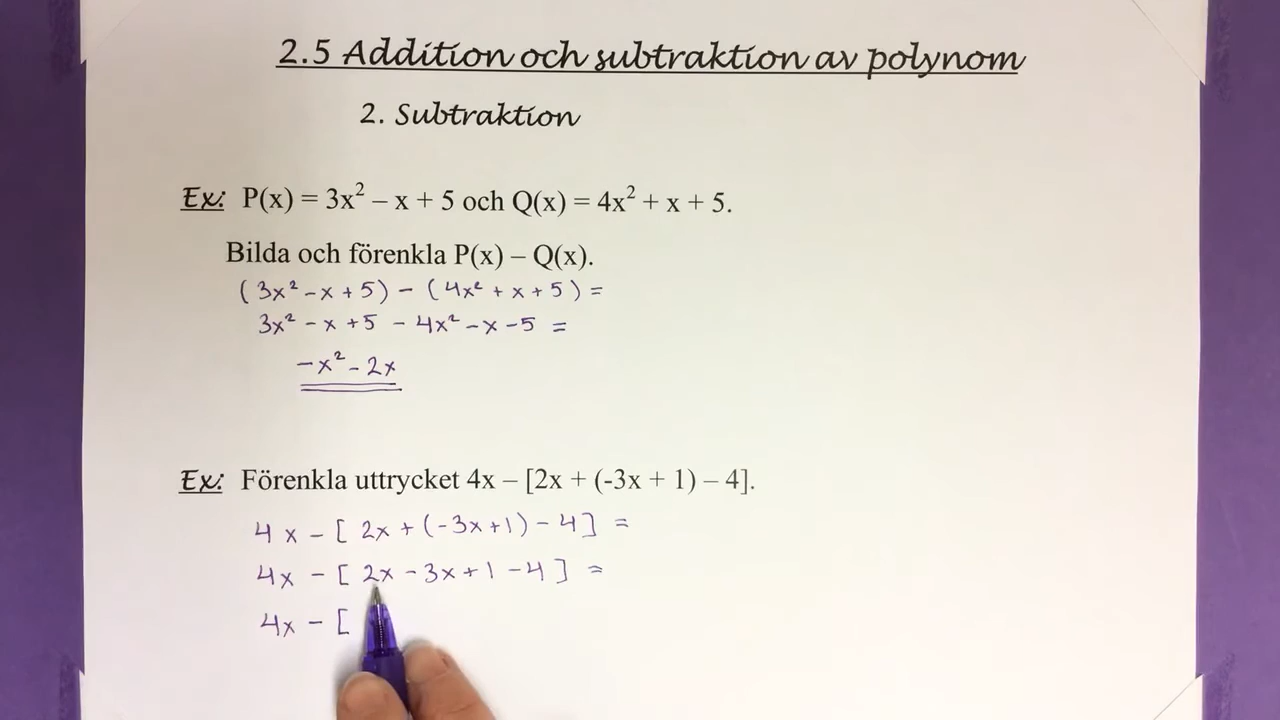 2.5 Addition och subtraktion av polynom
2. Subtraktion
Ex: P(x) = 3x² – x + 5 och Q(x) = 4x² + x + 5.
Bilda och förenkla P(x) – Q(x).
(3x² - x + 5) - (4x² + x + 5) =
3x² - x + 5 - 4x² - x - 5 =
-x² - 2x
Ex: Förenkla uttrycket 4x – [2x + (-3x + 1) – 4].
4x - [2x + (-3x + 1) - 4] =
4x - [2x - 3x + 1 - 4] =
4x - [